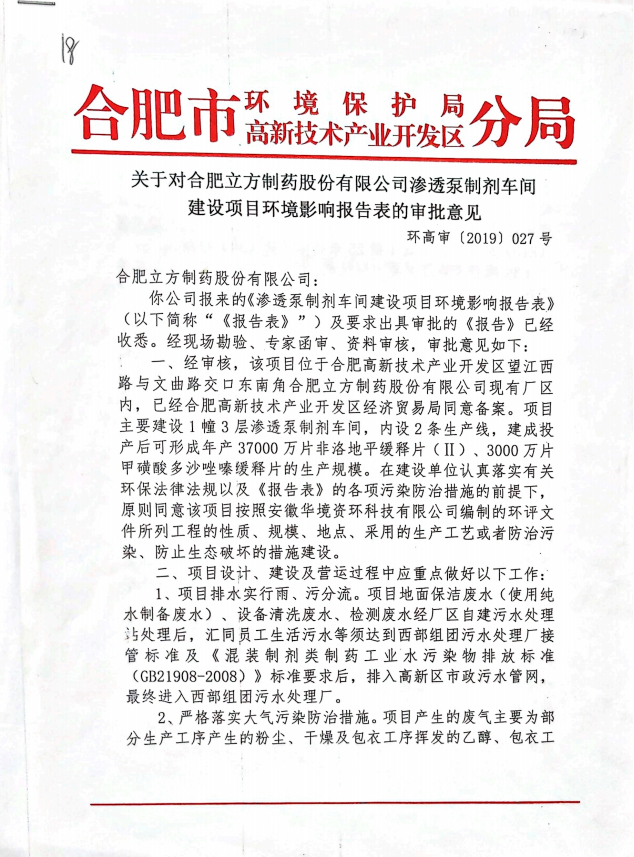 18
合肥市环境保护局高新技术产业开发区分局
关于对合肥立方制药股份有限公司渗透泵制剂车间
建设项目环境影响报告表的审批意见
环高审〔2019〕027号
合肥立方制药股份有限公司：
你公司报来的《渗透泵制剂车间建设项目环境影响报告表》
（以下简称“《报告表》”）及要求出具审批的《报告》已经
收悉。经现场勘验、专家函审、资料审核，审批意见如下：
一、经审核，该项目位于合肥高新技术产业开发区望江西
路与文曲路交口东南角合肥立方制药股份有限公司现有厂区
内，已经合肥高新技术产业开发区经济贸易局同意备案。项目
主要建设1幢3层渗透泵制剂车间，内设2条生产线，建成投
产后可形成年产37000万片非洛地平缓释片（Ⅱ）、3000万片
甲磺酸多沙唑嗪缓释片的生产规模。在建设单位认真落实有关
环保法律法规以及《报告表》的各项污染防治措施的前提下，
原则同意该项目按照安徽华境资环科技有限公司编制的环评文
件所列工程的性质、规模、地点、采用的生产工艺或者防治污
染、防止生态破坏的措施建设。
二、项目设计、建设及营运过程中应重点做好以下工作：
1、项目排水实行雨、污分流。项目地面保洁废水（使用纯
水制备废水）、设备清洗废水、检测废水经厂区自建污水处理
站处理后，汇同员工生活污水等须达到西部组团污水处理厂接
管标准及《混装制剂类制药工业水污染物排放标准
（GB21908-2008）》标准要求后，排入高新区市政污水管网，
最终进入西部组团污水处理厂。
2、严格落实大气污染防治措施。项目产生的废气主要为部
分生产工序产生的粉尘、干燥及包衣工序挥发的乙醇、包衣工